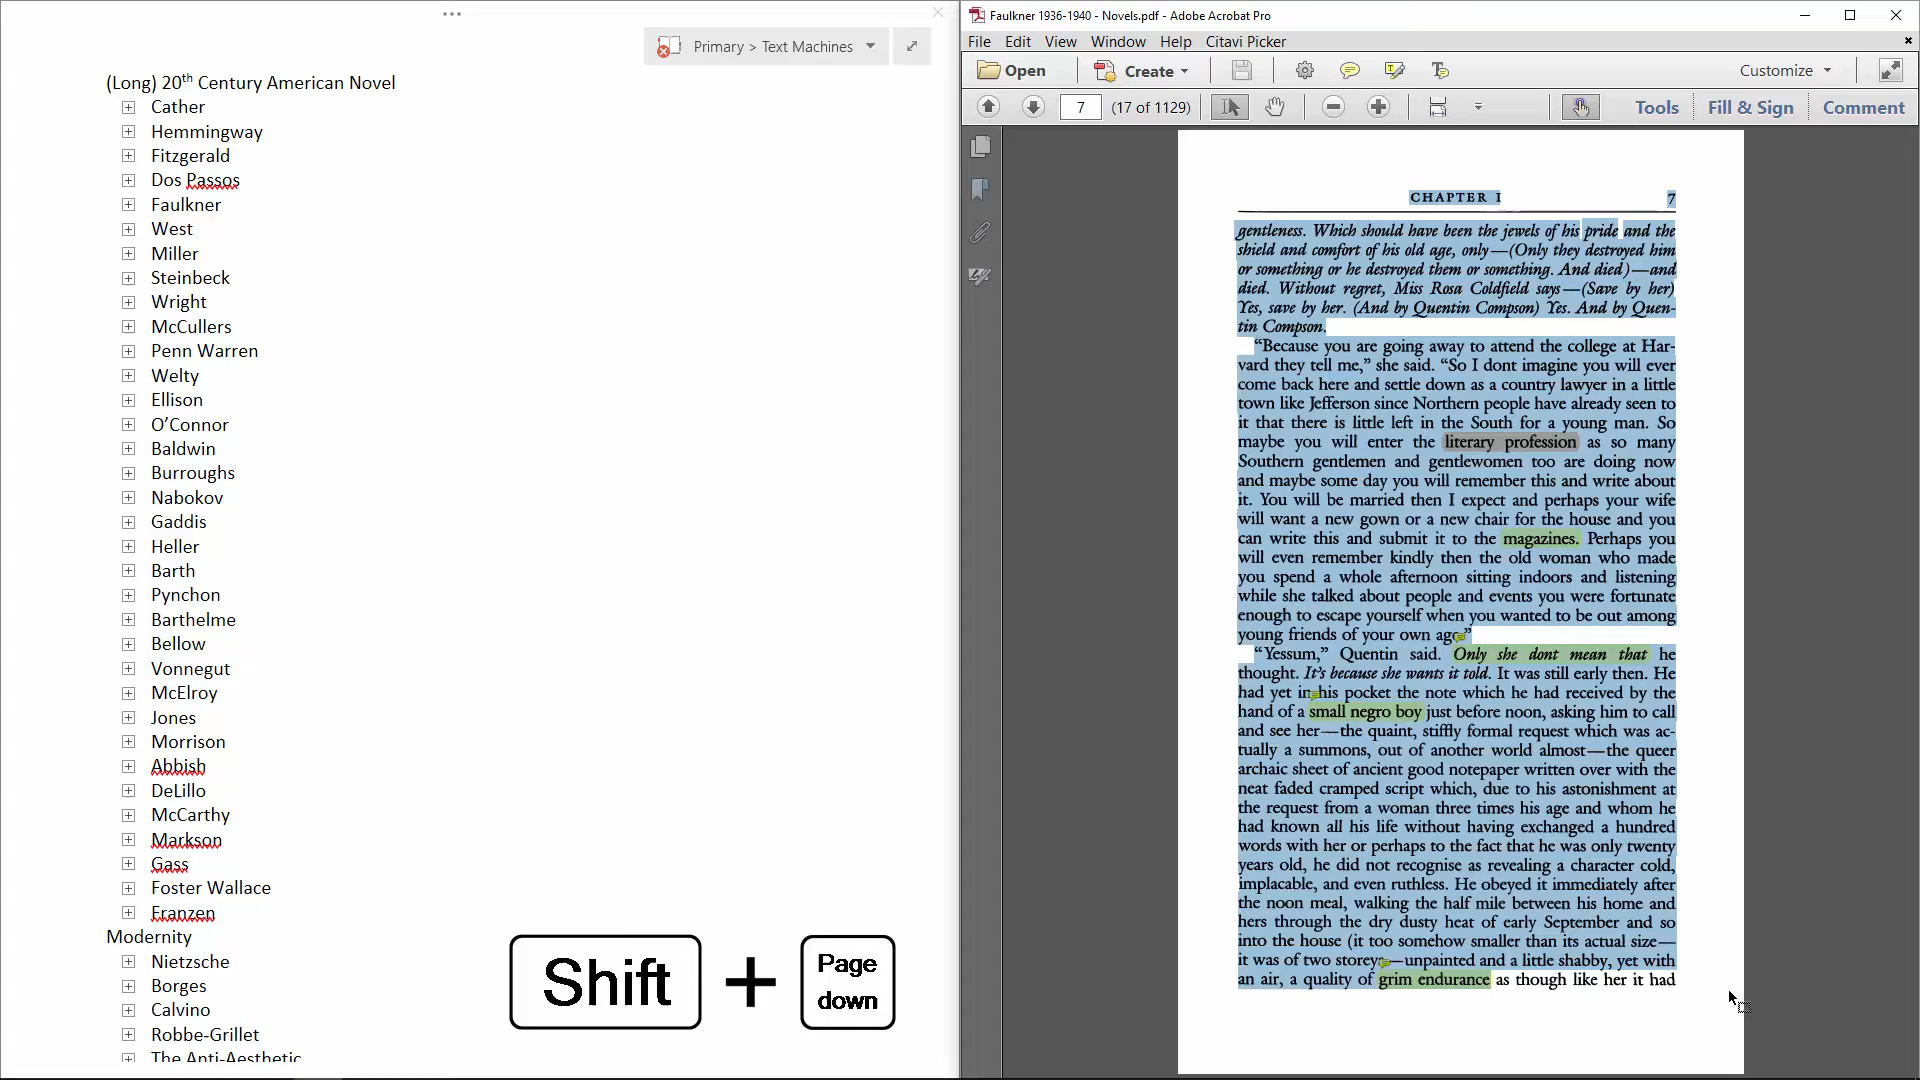 Primary > Text Machines
(Long) 20th Century American Novel
Cather
Hemmingway
Fitzgerald
Dos Passos
Faulkner
West
Miller
Steinbeck
Wright
McCullers
Penn Warren
Welty
Ellison
O'Connor
Baldwin
Burroughs
Nabokov
Gaddis
Heller
Barth
Pynchon
Barthelme
Bellow
Vonnegut
McElroy
Jones
Morrison
Abbish
DeLillo
McCarthy
Markson
Gass
Foster Wallace
Franzen
Modernity
Nietzsche
Borges
Calvino
Robbe-Grillet
The Anti-Aesthetic
Shift + Page down
Faulkner 1936-1940 - Novels.pdf - Adobe Acrobat Pro
File Edit View Window Help Citavi Picker
Open Create Customize
7 (17 of 1129) Tools Fill & Sign Comment
CHAPTER I 7
gentleness. Which should have been the jewels of his pride and the
shield and comfort of his old age, only—(Only they destroyed him
or something or he destroyed them or something. And died)—and
died. Without regret, Miss Rosa Coldfield says—(Save by her)
Yes, save by her. (And by Quentin Compson) Yes. And by Quen-
tin Compson.
“Because you are going away to attend the college at Har-
vard they tell me,” she said. “So I dont imagine you will ever
come back here and settle down as a country lawyer in a little
town like Jefferson since Northern people have already seen to
it that there is little left in the South for a young man. So
maybe you will enter the literary profession as so many
Southern gentlemen and gentlewomen too are doing now
and maybe some day you will remember this and write about
it. You will be married then I expect and perhaps your wife
will want a new gown or a new chair for the house and you
can write this and submit it to the magazines. Perhaps you
will even remember kindly then the old woman who made
you spend a whole afternoon sitting indoors and listening
while she talked about people and events you were fortunate
enough to escape yourself when you wanted to be out among
young friends of your own age.”
“Yessum,” Quentin said. Only she dont mean that he
thought. It's because she wants it told. It was still early then. He
had yet in his pocket the note which he had received by the
hand of a small negro boy just before noon, asking him to call
and see her—the quaint, stiffly formal request which was ac-
tually a summons, out of another world almost—the queer
archaic sheet of ancient good notepaper written over with the
neat faded cramped script which, due to his astonishment at
the request from a woman three times his age and whom he
had known all his life without having exchanged a hundred
words with her or perhaps to the fact that he was only twenty
years old, he did not recognise as revealing a character cold,
implacable, and even ruthless. He obeyed it immediately after
the noon meal, walking the half mile between his home and
hers through the dry dusty heat of early September and so
into the house (it too somehow smaller than its actual size—
it was of two storeys—unpainted and a little shabby, yet with
an air, a quality of grim endurance as though like her it had